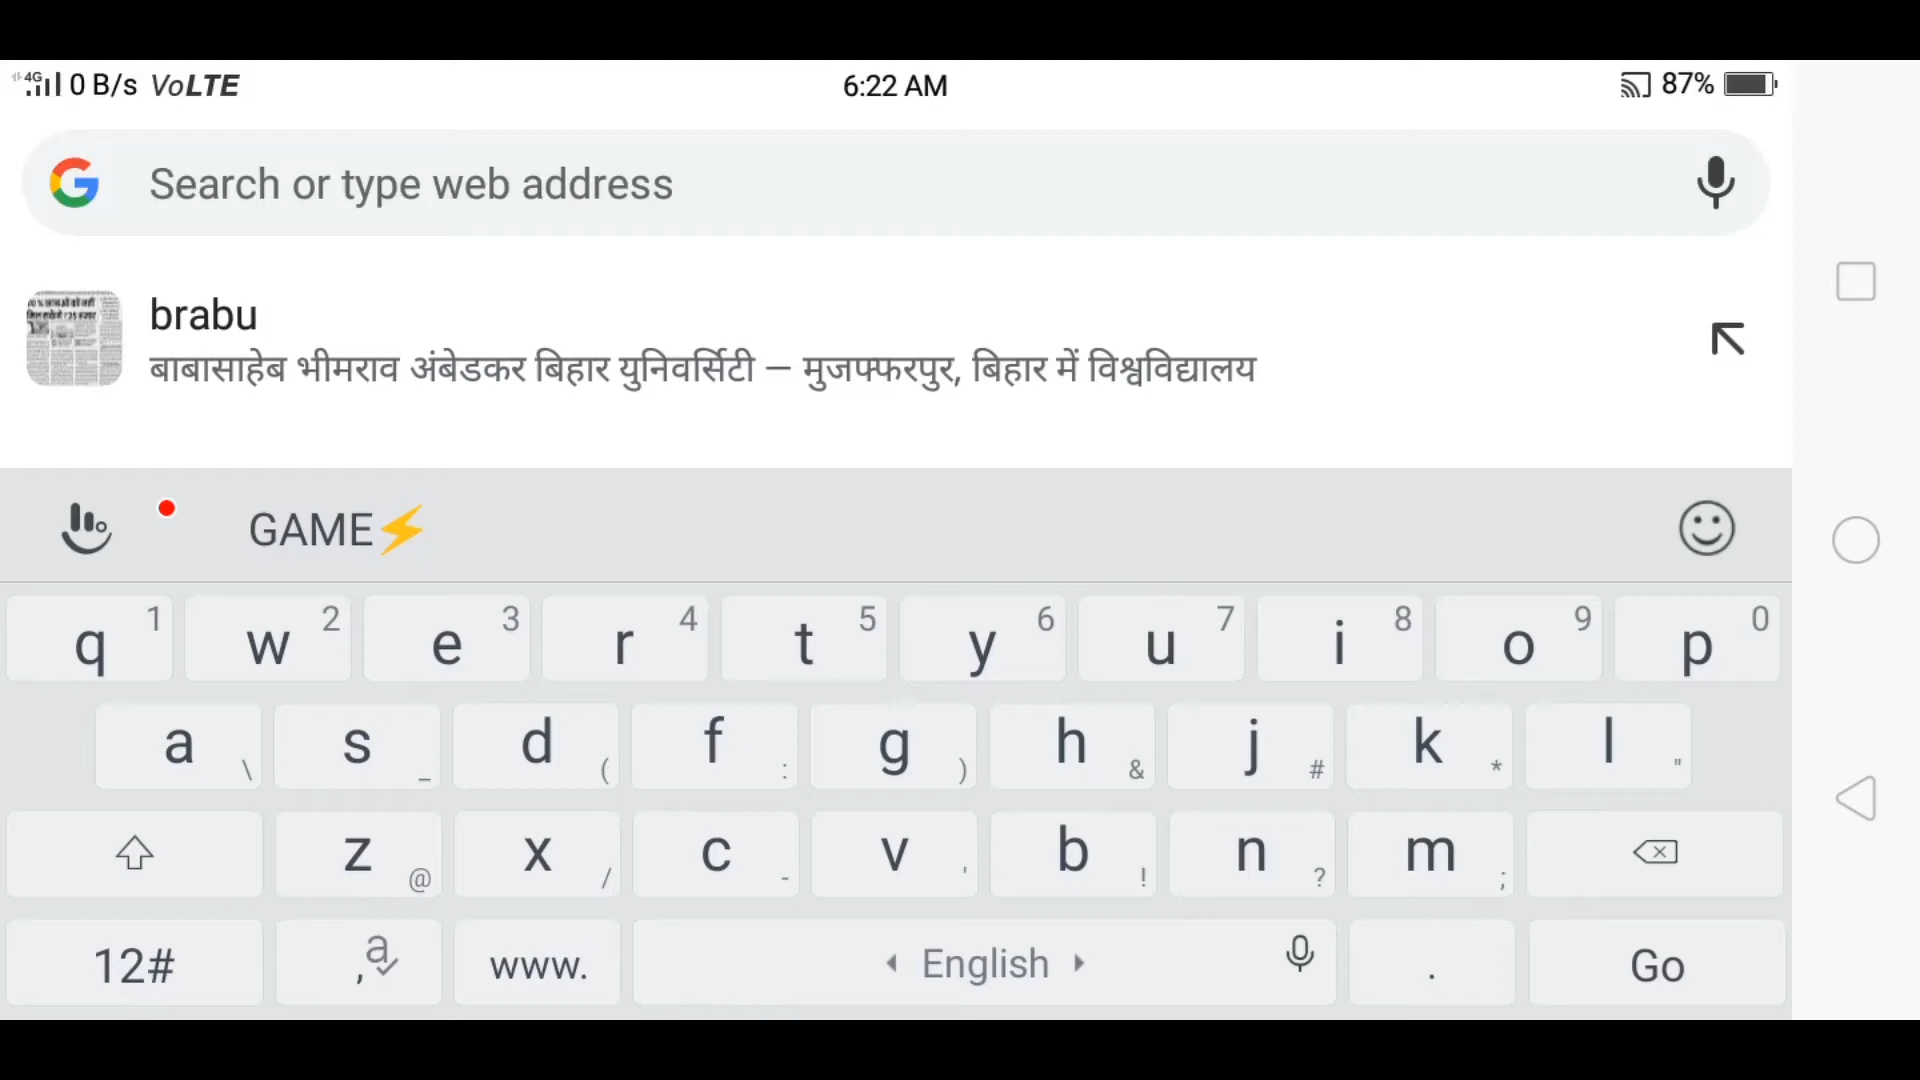 4G 0 B/s VoLTE 6:22 AM 87%
Search or type web address
brabu
बाबासाहेब भीमराव अंबेडकर बिहार युनिवर्सिटी — मुजफ्फरपुर, बिहार में विश्वविद्यालय
GAME⚡
q 1 w 2 e 3 r 4 t 5 y 6 u 7 i 8 o 9 p 0
a \ s _ d ( f : g ) h & j # k * l "
z @ x / c - v ' b ! n ? m ;
12# , a www. English . Go